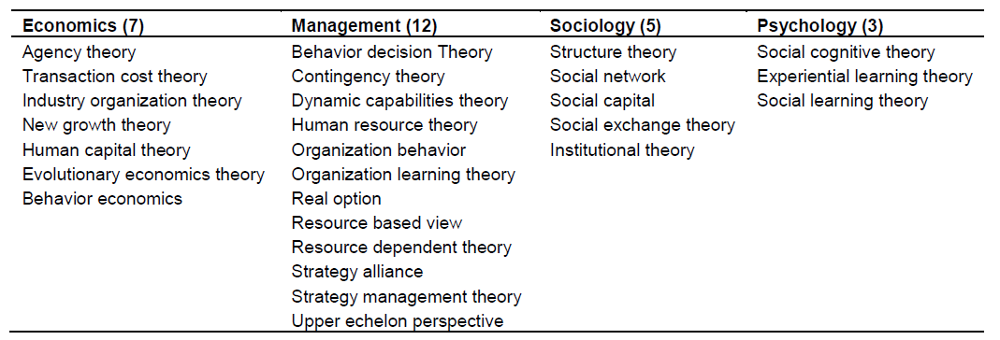 Economics (7) Management (12) Sociology (5) Psychology (3)
Agency theory Behavior decision Theory Structure theory Social cognitive theory
Transaction cost theory Contingency theory Social network Experiential learning theory
Industry organization theory Dynamic capabilities theory Social capital Social learning theory
New growth theory Human resource theory Social exchange theory
Human capital theory Organization behavior Institutional theory
Evolutionary economics theory Organization learning theory
Behavior economics Real option
Resource based view
Resource dependent theory
Strategy alliance
Strategy management theory
Upper echelon perspective